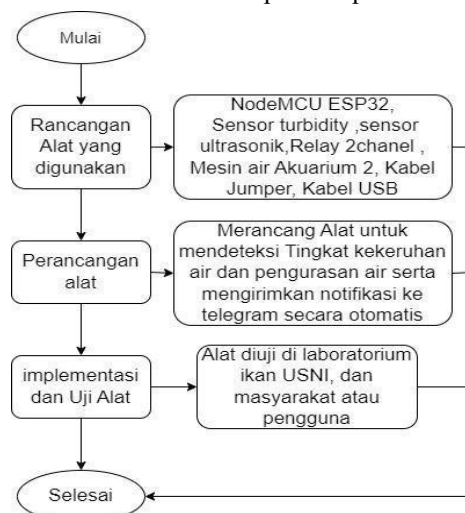 Mulai
Rancangan
Alat yang
digunakan
NodeMCU ESP32,
Sensor turbidity ,sensor
ultrasonik,Relay 2chanel ,
Mesin air Akuarium 2, Kabel
Jumper, Kabel USB
Perancangan
alat
Merancang Alat untuk
mendeteksi Tingkat kekeruhan
air dan pengurasan air serta
mengirimkan notifikasi ke
telegram secara otomatis
implementasi
dan Uji Alat
Alat diuji di laboratorium
ikan USNI, dan
masyarakat atau
pengguna
Selesai